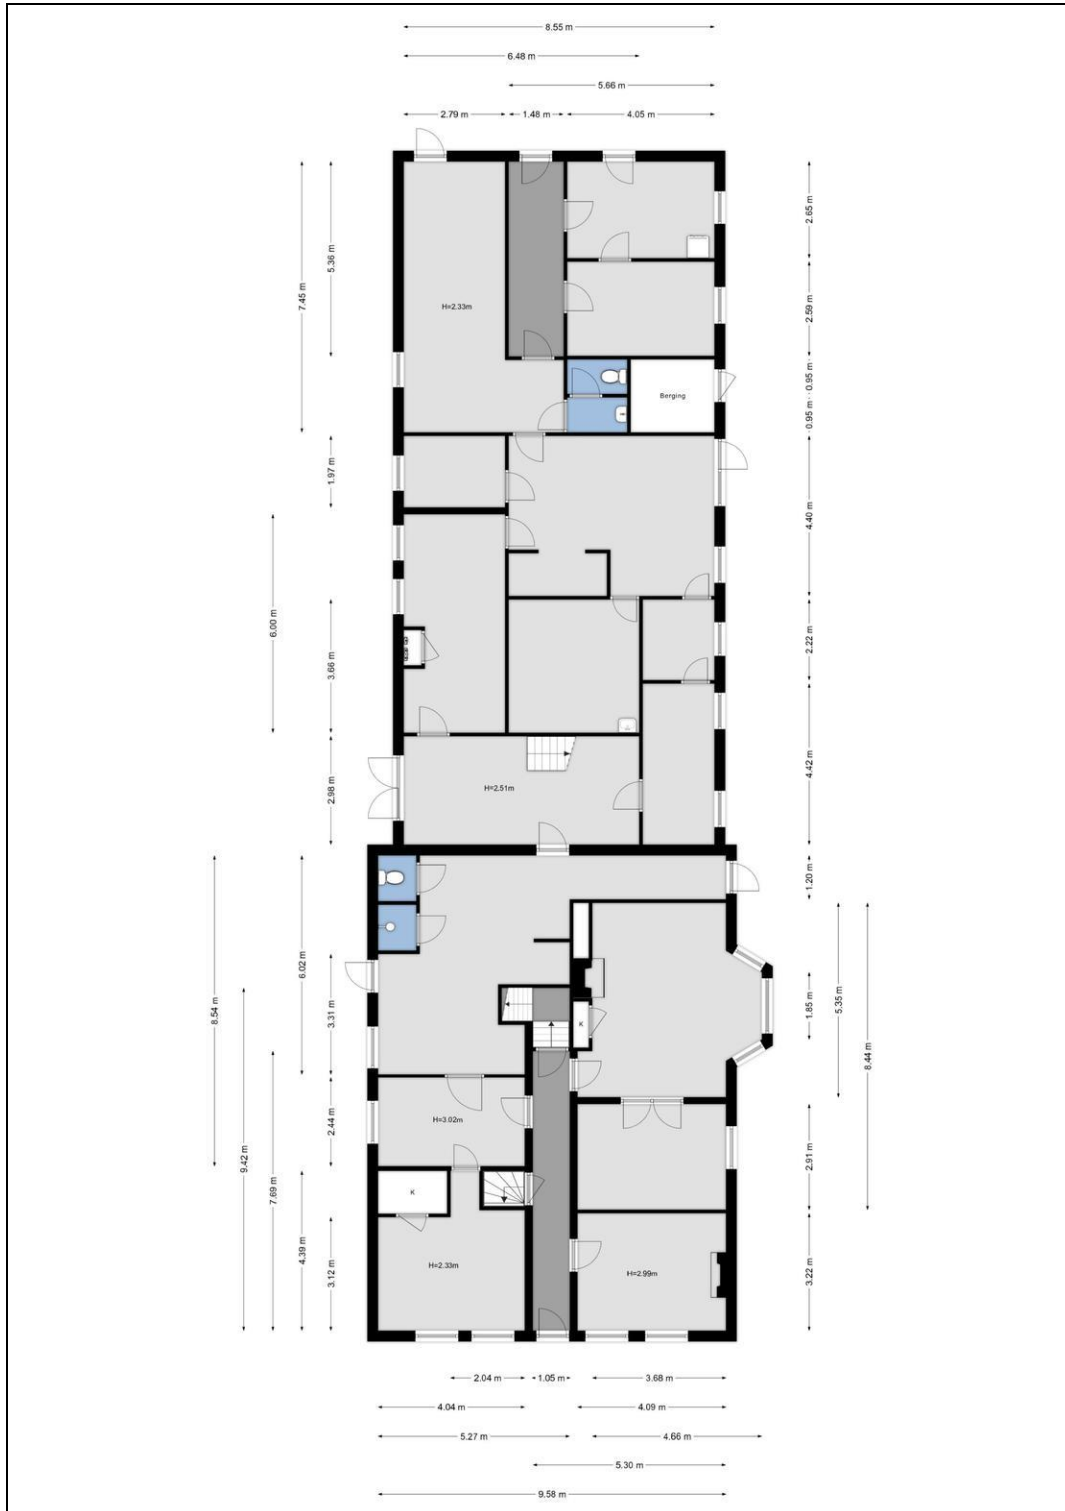 8.55 m
6.48 m
5.66 m
2.79 m
1.48 m
4.05 m
7.45 m
5.36 m
2.65 m
H=2.33m
2.59 m
0.95 m
0.95 m
Berging
1.97 m
4.40 m
6.00 m
3.66 m
2.22 m
4.42 m
2.98 m
H=2.51m
1.20 m
8.54 m
6.02 m
3.31 m
1.85 m
5.35 m
8.44 m
K
9.42 m
7.69 m
2.44 m
H=3.02m
2.91 m
K
4.39 m
3.12 m
H=2.33m
H=2.99m
3.22 m
2.04 m
1.05 m
3.68 m
4.04 m
4.09 m
5.27 m
4.66 m
5.30 m
9.58 m